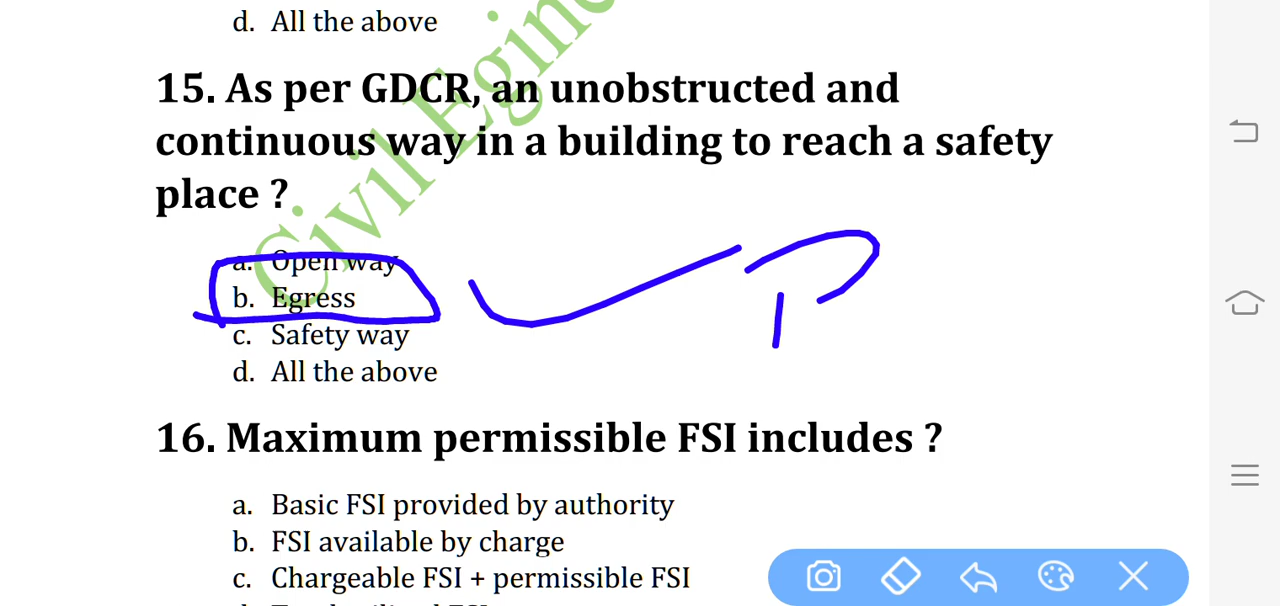 d. All the above
15. As per GDCR, an unobstructed and
continuous way in a building to reach a safety
place ?
a. Open way
b. Egress
c. Safety way
d. All the above
16. Maximum permissible FSI includes ?
a. Basic FSI provided by authority
b. FSI available by charge
c. Chargeable FSI + permissible FSI
Civil Egine